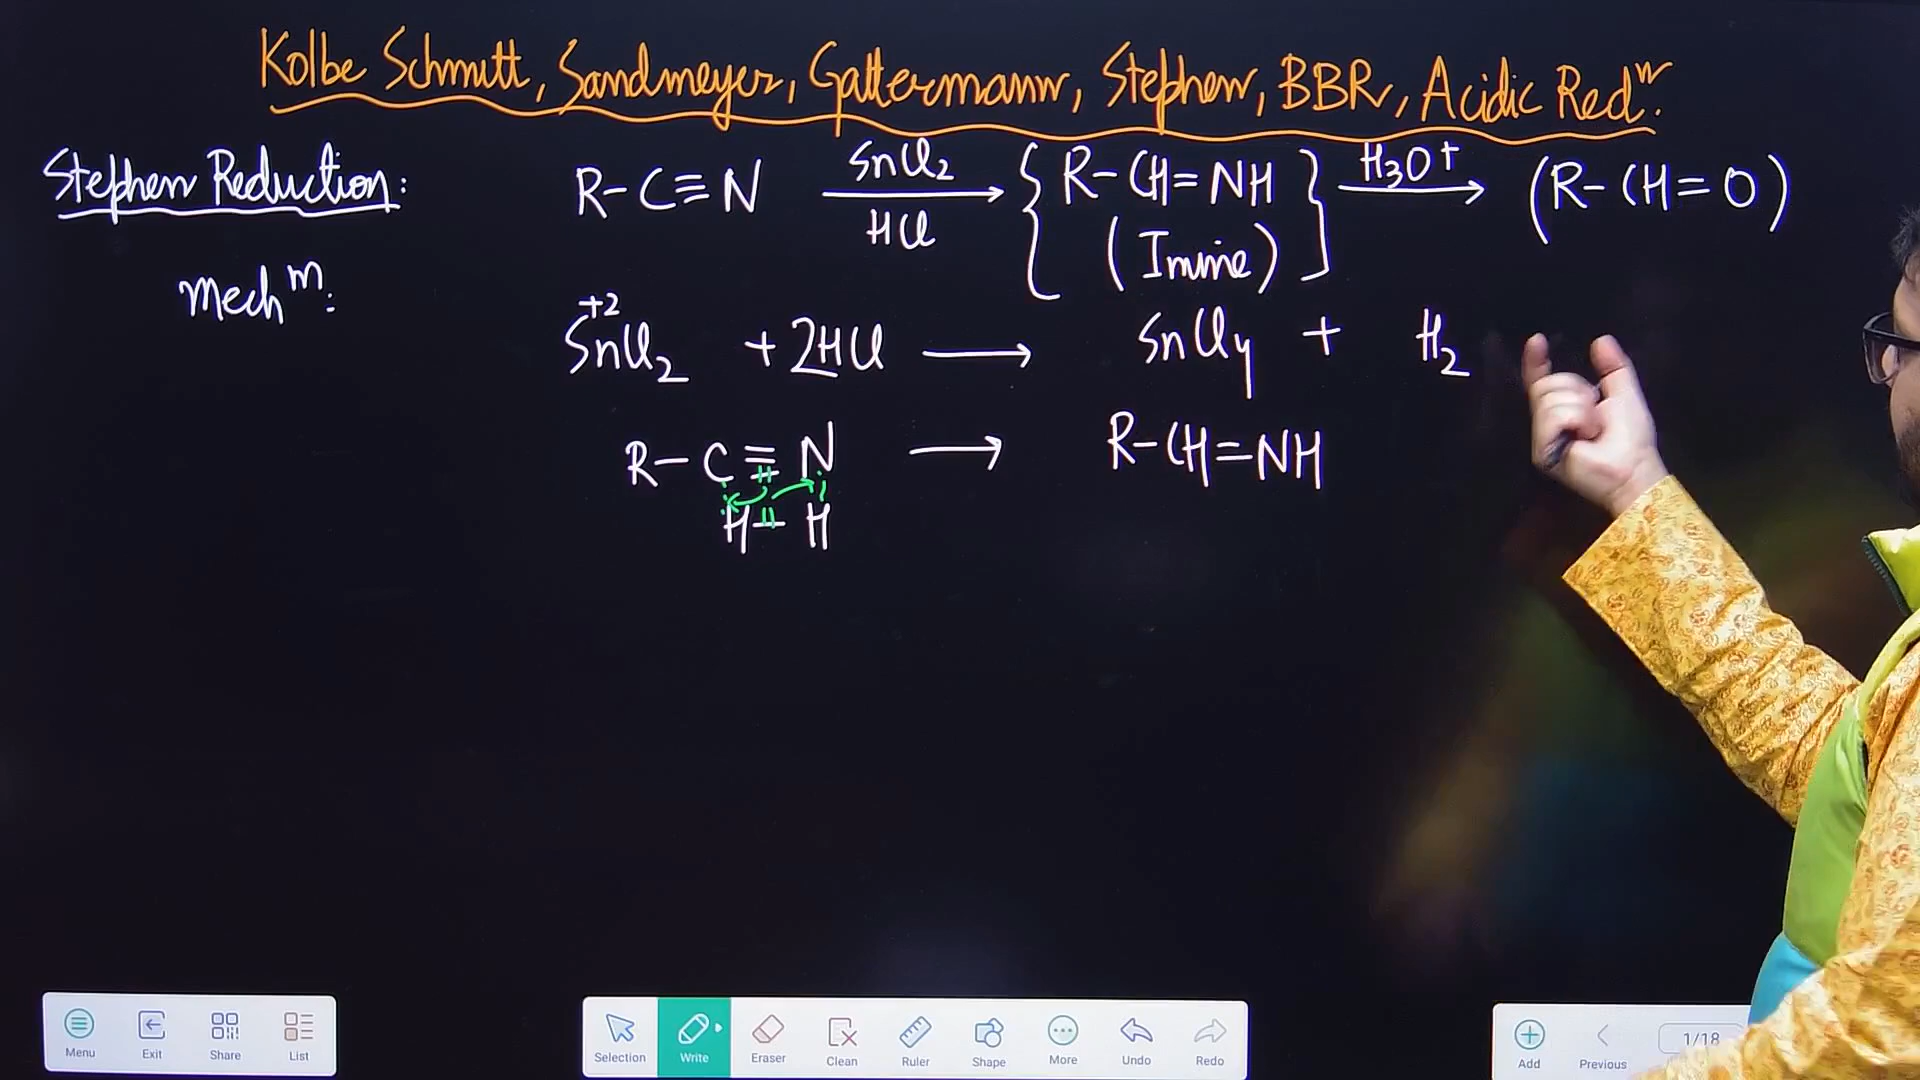 Kolbe Schmitt, Sandmeyer, Gattermann, Stephen, BBR, Acidic Redⁿ.
Stephen Reduction: R-C≡N SnCl2 HCl {R-CH=NH (Imine)} H3O+ (R-CH=O)
Mechᵐ:
+2
SnCl2 + 2HCl → SnCl4 + H2
R-C≡N → R-CH=NH
H-H
Menu Exit Share List Selection Write Eraser Clean Ruler Shape More Undo Redo Add Previous 1/18